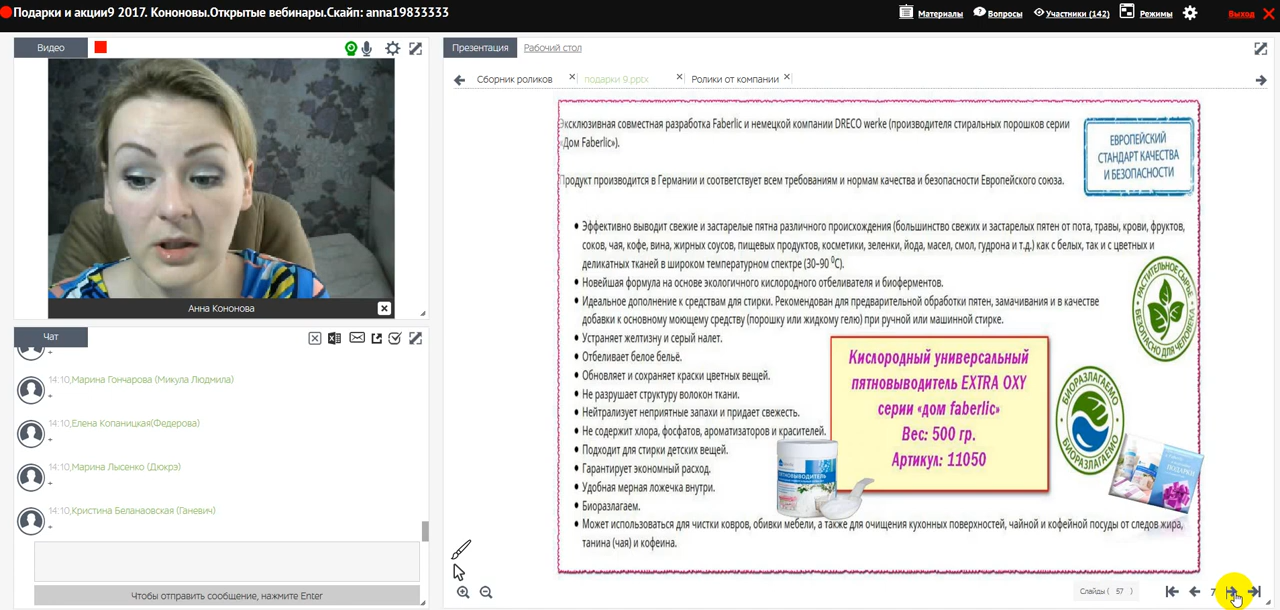 Подарки и акции9 2017. Кононовы.Открытые вебинары.Скайп: anna19833333
Материалы
Вопросы
Участники (142)
Режимы
Выход
Видео
Анна Кононова
Чат
14:10,Марина Гончарова (Микула Людмила)
+
14:10,Елена Копаницкая(Федерова)
+
14:10,Марина Лысенко (Дюкрэ)
+
14:10,Кристина Беланаовская (Ганевич)
+
Чтобы отправить сообщение, нажмите Enter
Презентация
Рабочий стол
Сборник роликов
подарки 9.pptx
Ролики от компании
Эксклюзивная совместная разработка Faberlic и немецкой компании DRECO werke (производителя стиральных порошков серии
«Дом Faberlic»).
Продукт производится в Германии и соответствует всем требованиям и нормам качества и безопасности Европейского союза.
ЕВРОПЕЙСКИЙ
СТАНДАРТ КАЧЕСТВА
И БЕЗОПАСНОСТИ
• Эффективно выводит свежие и застарелые пятна различного происхождения (большинство свежих и застарелых пятен от пота, травы, крови, фруктов,
соков, чая, кофе, вина, жирных соусов, пищевых продуктов, косметики, зеленки, йода, масел, смол, гудрона и т.д.) как с белых, так и с цветных и
деликатных тканей в широком температурном спектре (30–90 ⁰С).
• Новейшая формула на основе экологичного кислородного отбеливателя и биоферментов.
• Идеальное дополнение к средствам для стирки. Рекомендован для предварительной обработки пятен, замачивания и в качестве
добавки к основному моющему средству (порошку или жидкому гелю) при ручной или машинной стирке.
• Устраняет желтизну и серый налет.
• Отбеливает белое бельё.
• Обновляет и сохраняет краски цветных вещей.
• Не разрушает структуру волокон ткани.
• Нейтрализует неприятные запахи и придает свежесть.
• Не содержит хлора, фосфатов, ароматизаторов и красителей.
• Подходит для стирки детских вещей.
• Гарантирует экономный расход.
• Удобная мерная ложечка внутри.
• Биоразлагаем.
• Может использоваться для чистки ковров, обивки мебели, а также для очищения кухонных поверхностей, чайной и кофейной посуды от следов жира,
танина (чая) и кофеина.
Кислородный универсальный
пятновыводитель EXTRA OXY
серии «дом faberlic»
Вес: 500 гр.
Артикул: 11050
РАСТИТЕЛЬНОЕ СЫРЬЕ
БЕЗОПАСНО ДЛЯ ЧЕЛОВЕКА
БИОРАЗЛАГАЕМО
БИОРАЗЛАГАЕМО
ПЯТНОВЫВОДИТЕЛЬ
ПОДАРКИ
Слайды ( 57 )
7